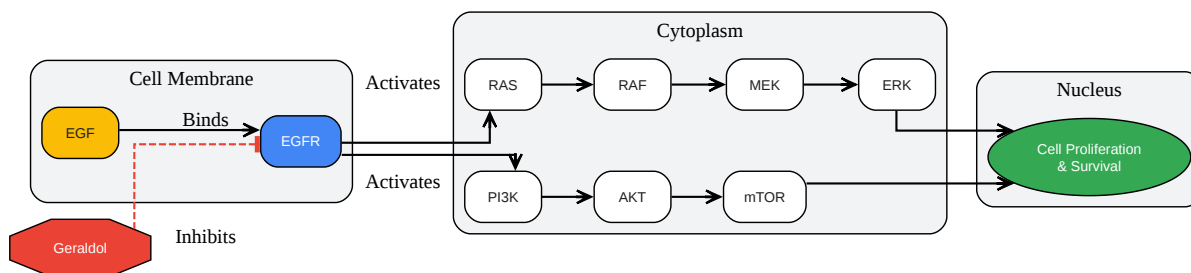 Cell Membrane
EGF
Binds
EGFR
Geraldol
Inhibits
Activates
Activates
Cytoplasm
RAS
RAF
MEK
ERK
PI3K
AKT
mTOR
Nucleus
Cell Proliferation
& Survival